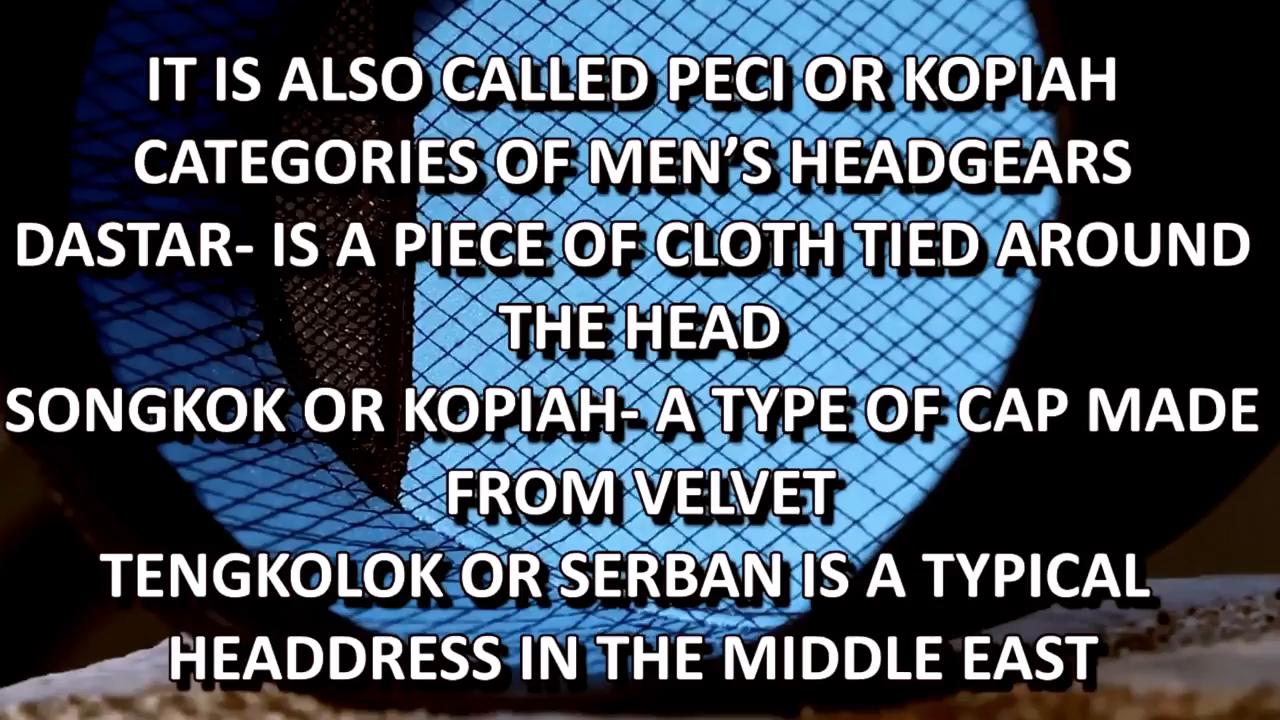 IT IS ALSO CALLED PECI OR KOPIAH
CATEGORIES OF MEN’S HEADGEARS
DASTAR- IS A PIECE OF CLOTH TIED AROUND
THE HEAD
SONGKOK OR KOPIAH- A TYPE OF CAP MADE
FROM VELVET
TENGKOLOK OR SERBAN IS A TYPICAL
HEADDRESS IN THE MIDDLE EAST